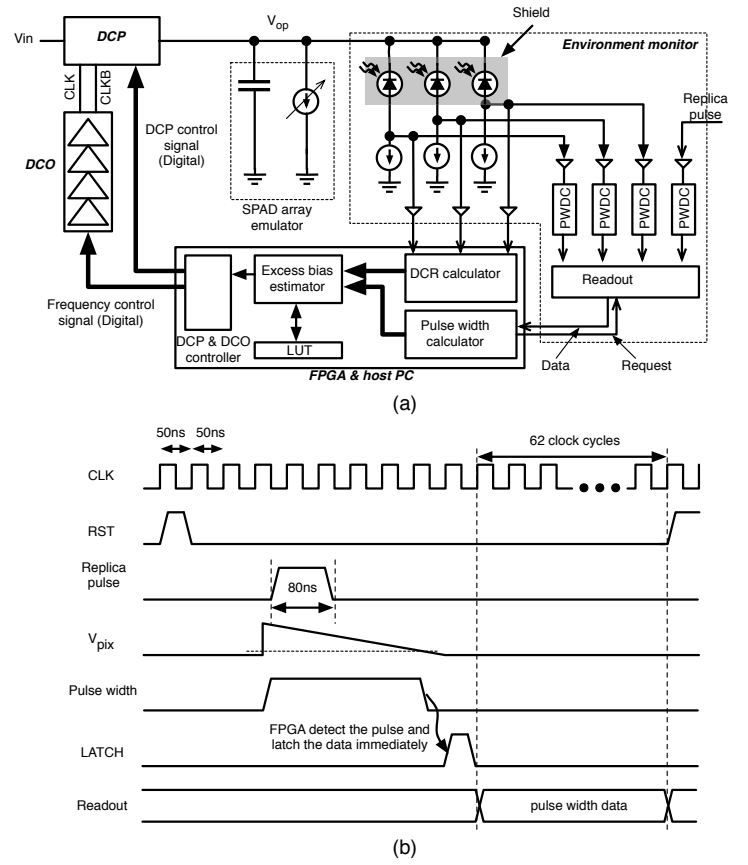 Shield
Vin
DCP
Vop
Environment monitor
CLK
CLKB
DCP control
signal
(Digital)
Replica
pulse
DCO
SPAD array
emulator
PWDC
PWDC
PWDC
PWDC
Excess bias
estimator
DCR calculator
Readout
Frequency control
signal (Digital)
DCP & DCO
controller
LUT
Pulse width
calculator
Data
Request
FPGA & host PC
(a)
50ns
50ns
62 clock cycles
CLK
RST
Replica
pulse
80ns
Vpix
Pulse width
FPGA detect the pulse and
latch the data immediately
LATCH
Readout
pulse width data
(b)